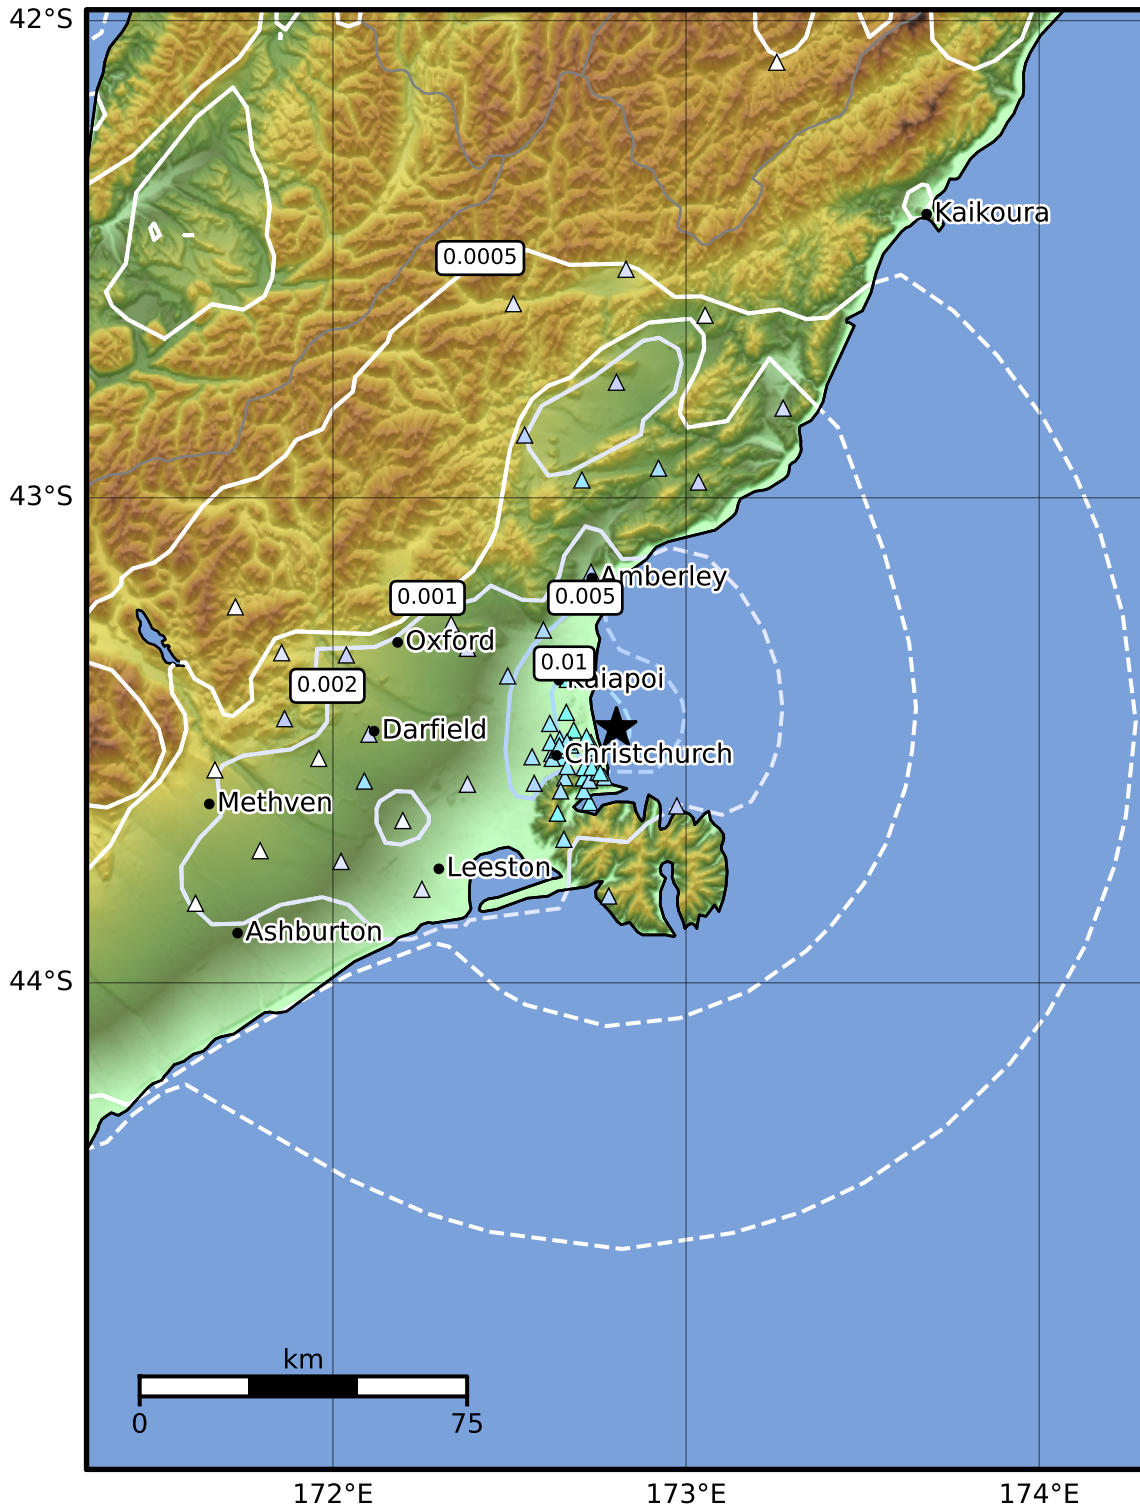 42°S
Kaikoura
0.0005
43°S
Amberley
0.001
0.005
Oxford
0.01
Kaiapoi
0.002
Darfield
Christchurch
Methven
Leeston
Ashburton
44°S
km
0
75
172°E
173°E
174°E